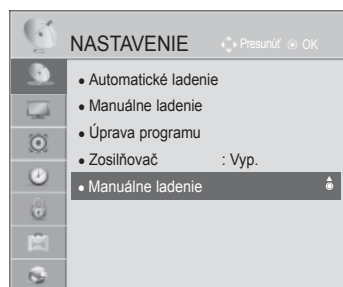 NASTAVENIE
Presunúť OK
• Automatické ladenie
• Manuálne ladenie
• Úprava programu
• Zosilňovač : Vyp.
• Manuálne ladenie